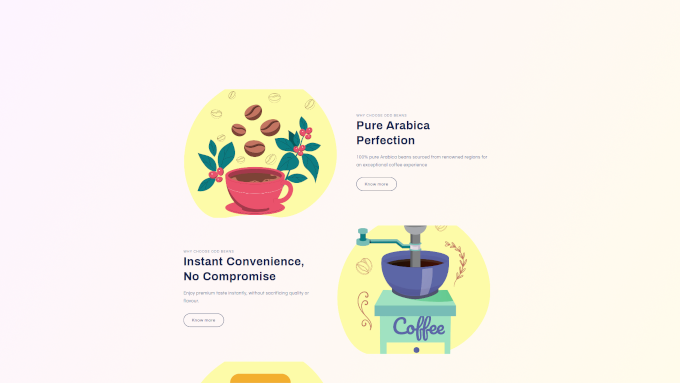 WHY CHOOSE ODD BEANS
Pure Arabica
Perfection
100% pure Arabica beans sourced from renowned regions for
an exceptional coffee experience
Know more
WHY CHOOSE ODD BEANS
Instant Convenience,
No Compromise
Enjoy premium taste instantly, without sacrificing quality or
flavour
Know more
Coffee